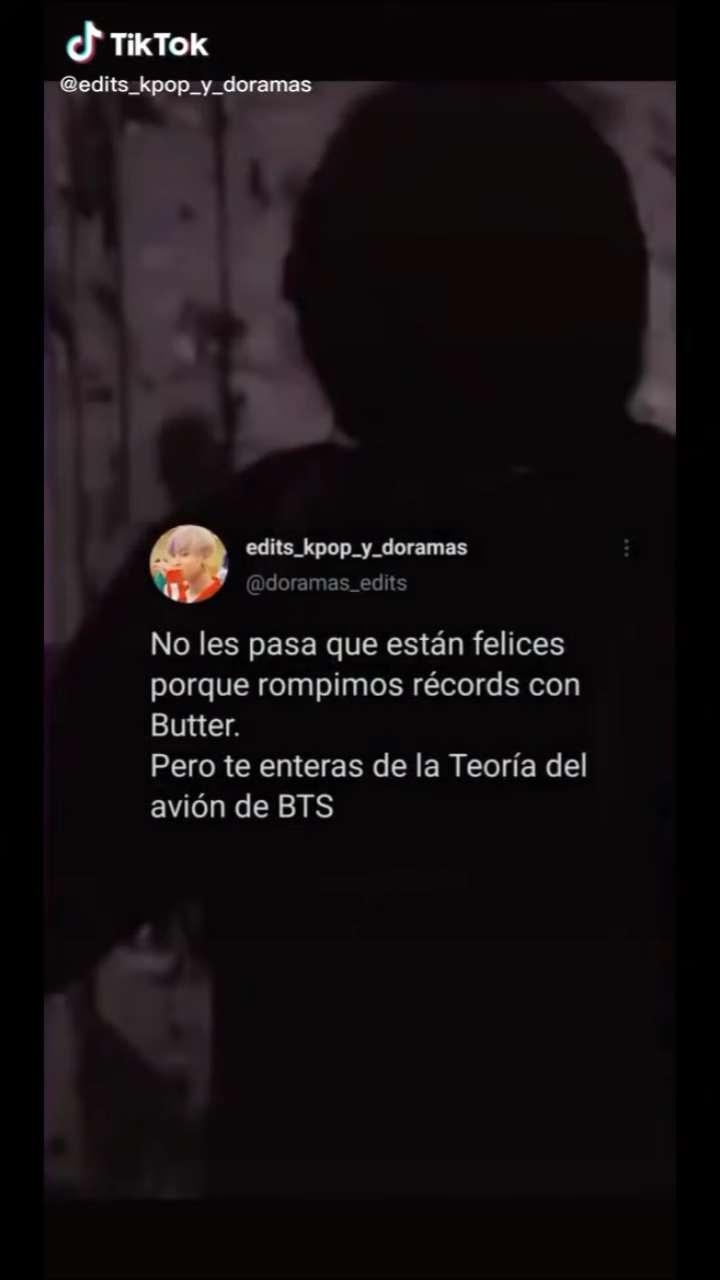 TikTok
@edits_kpop_y_doramas
edits_kpop_y_doramas
@doramas_edits
No les pasa que están felices
porque rompimos récords con
Butter.
Pero te enteras de la Teoría del
avión de BTS